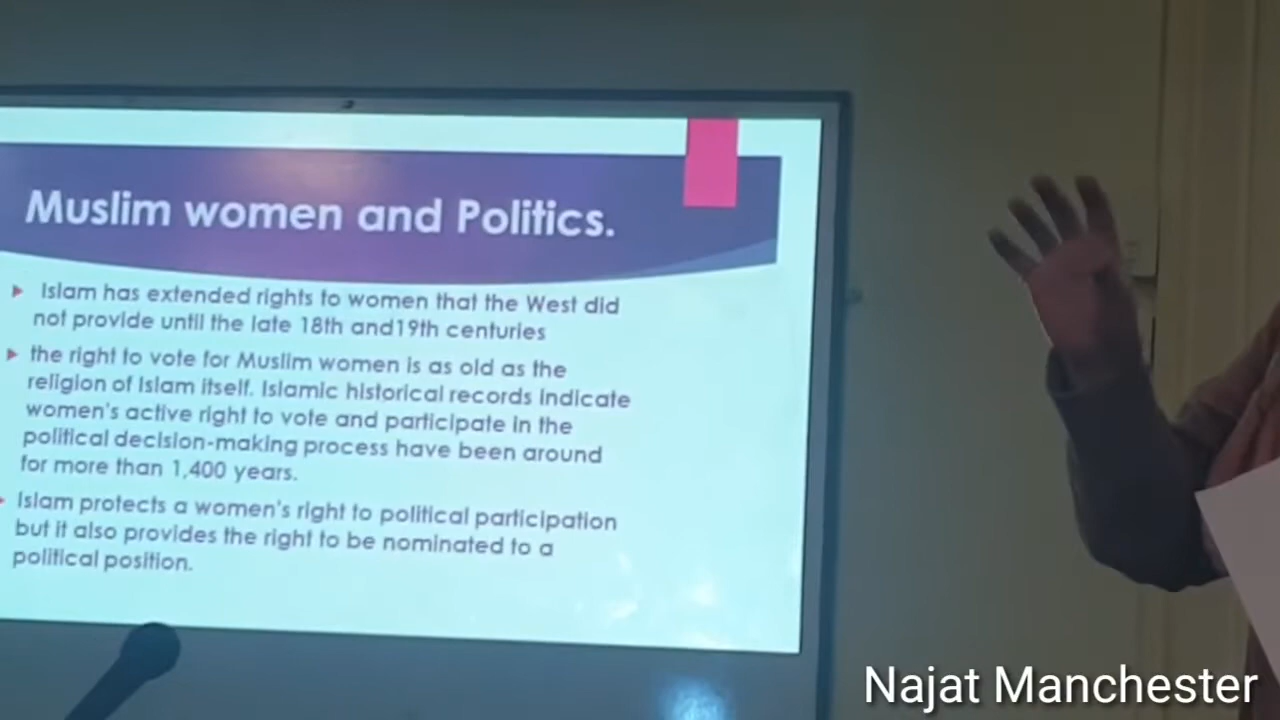 Muslim women and Politics.
Islam has extended rights to women that the West did
not provide until the late 18th and19th centuries
the right to vote for Muslim women is as old as the
religion of Islam itself. Islamic historical records indicate
women's active right to vote and participate in the
political decision-making process have been around
for more than 1,400 years.
Islam protects a women's right to political participation
but it also provides the right to be nominated to a
political position.
Najat Manchester